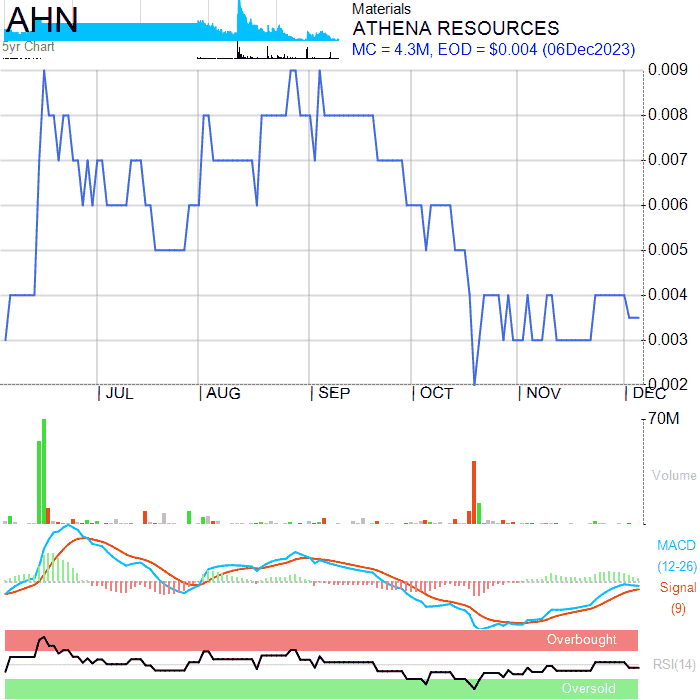 AHN
5yr Chart
Materials
ATHENA RESOURCES
MC = 4.3M, EOD = $0.004 (06Dec2023)
0.009
0.008
0.007
0.006
0.005
0.004
0.003
0.002
JUL
AUG
SEP
OCT
NOV
DEC
70M
Volume
MACD
(12-26)
Signal
(9)
Overbought
RSI(14)
Oversold